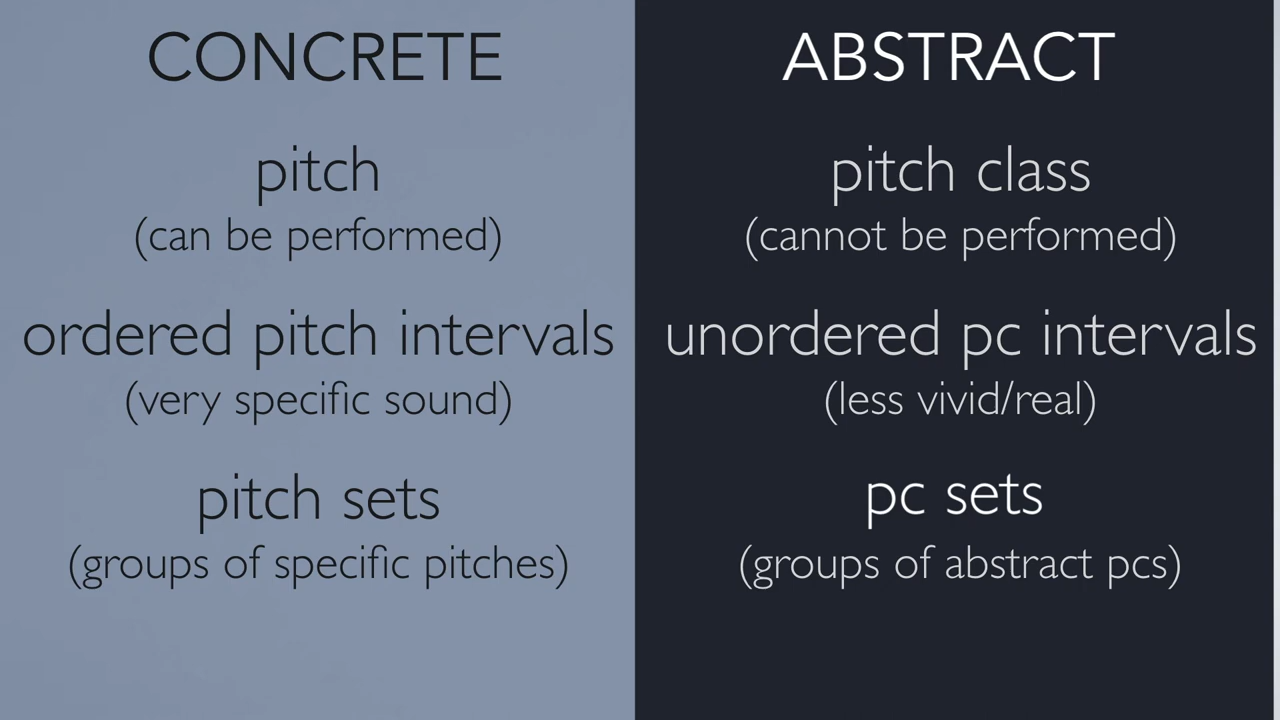 CONCRETE
pitch
(can be performed)
ordered pitch intervals
(very specific sound)
pitch sets
(groups of specific pitches)
ABSTRACT
pitch class
(cannot be performed)
unordered pc intervals
(less vivid/real)
pc sets
(groups of abstract pcs)